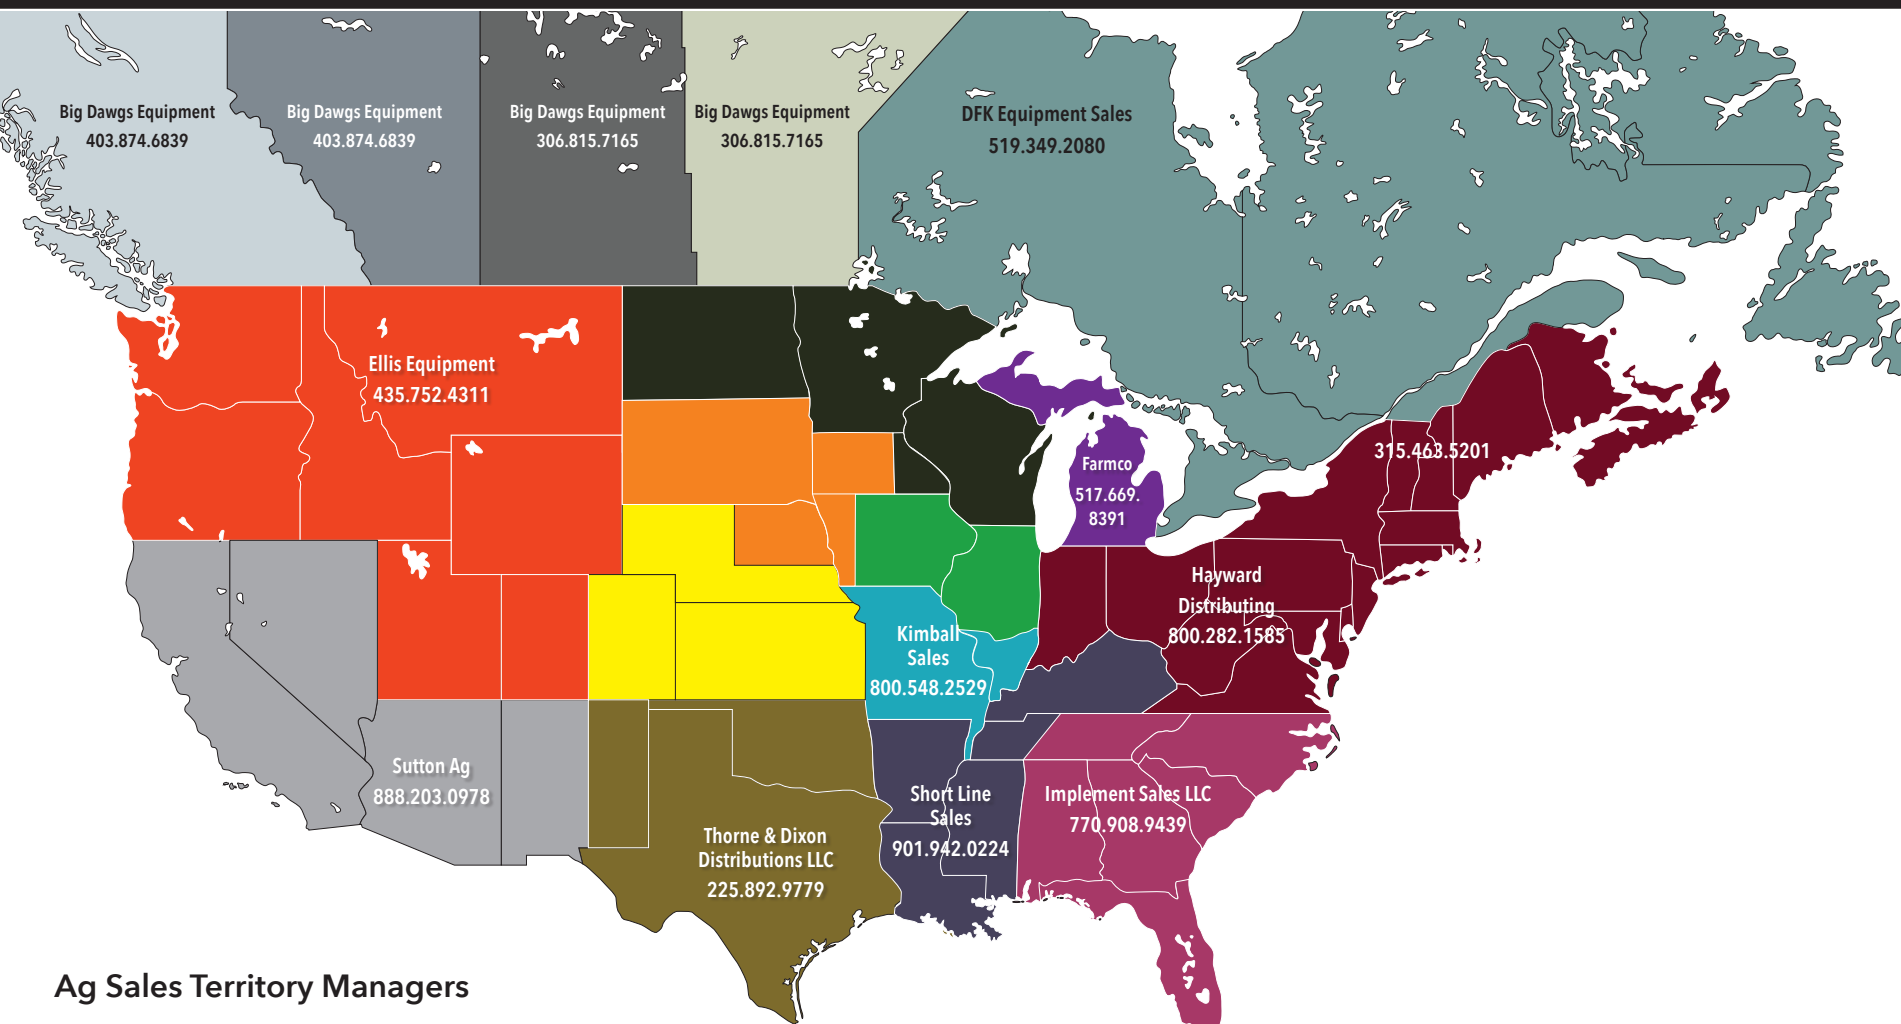 Big Dawgs Equipment
403.874.6839
Big Dawgs Equipment
403.874.6839
Big Dawgs Equipment
306.815.7165
Big Dawgs Equipment
306.815.7165
DFK Equipment Sales
519.349.2080
Ellis Equipment
435.752.4311
Farmco
517.669.
8391
315.463.5201
Hayward
Distributing
800.282.1585
Kimball
Sales
800.548.2529
Sutton Ag
888.203.0978
Short Line
Sales
901.942.0224
Implement Sales LLC
770.908.9439
Thorne & Dixon
Distributions LLC
225.892.9779
Ag Sales Territory Managers